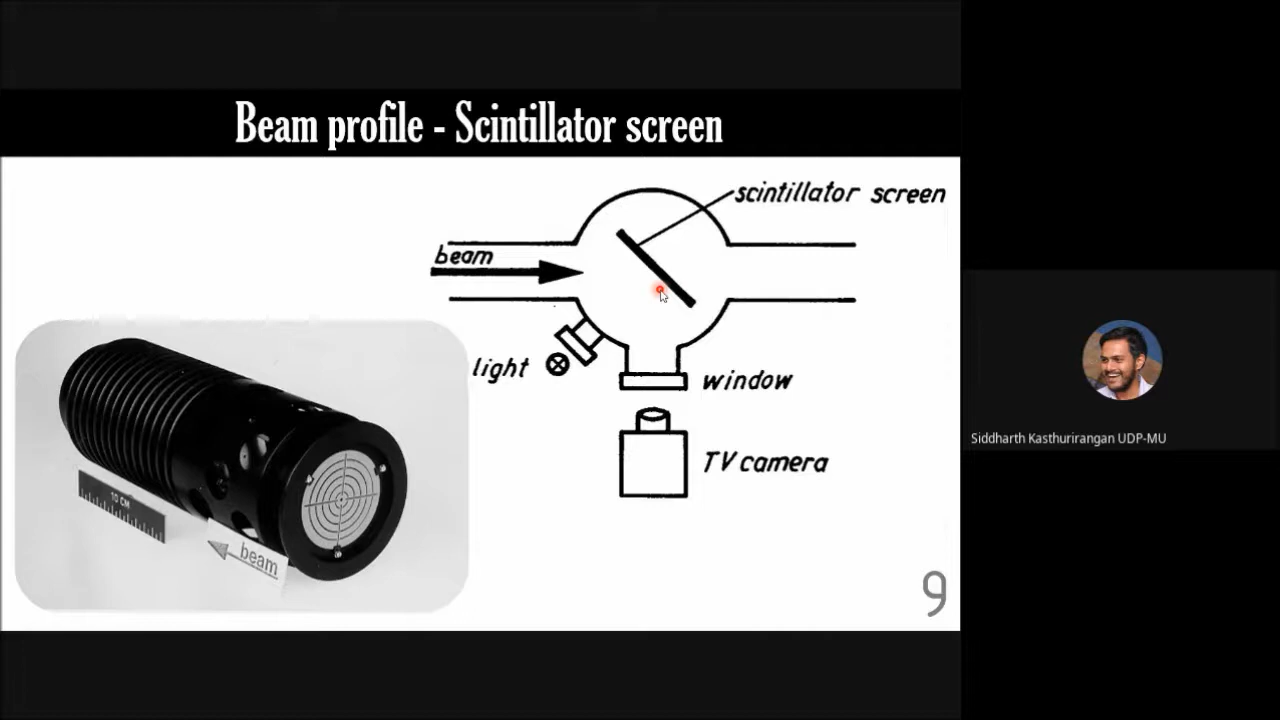 Beam profile - Scintillator screen
scintillator screen
beam
light
window
TV camera
10 CM
beam
9
Siddharth Kasthurirangan UDP-MU